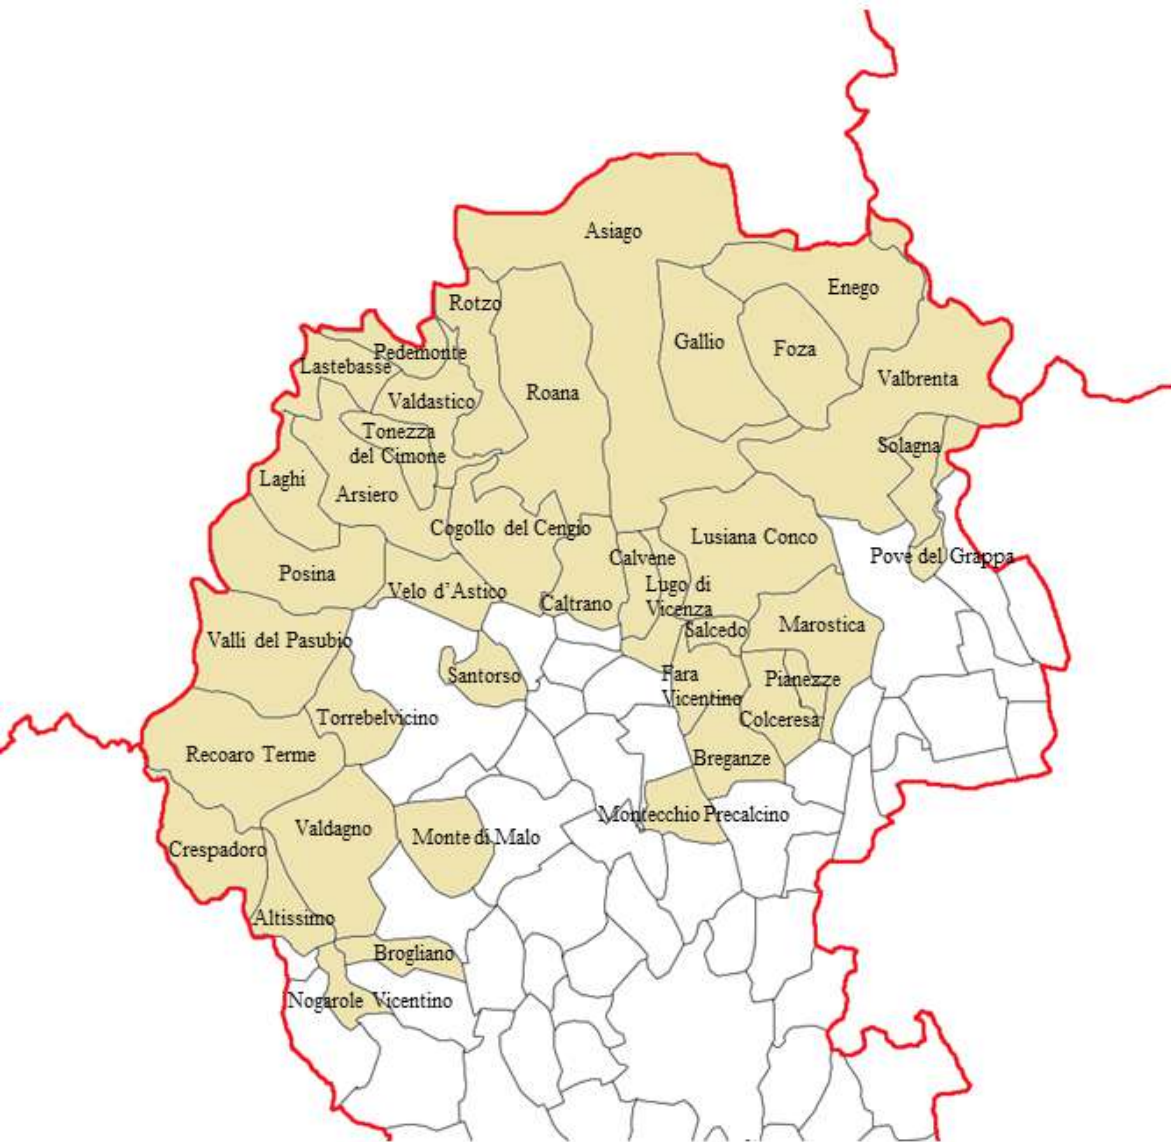 Asiago
Enego
Rotzo
Gallio
Foza
Pedemonte
Lastebasse
Valbrenta
Roana
Valdastico
Tonezza
del Cimone
Solagna
Laghi
Arsiero
Cogollo del Cengio
Lusiana Conco
Calvene
Pove del Grappa
Posina
Lugo di
Vicenza
Velo d’Astico
Caltrano
Salcedo
Marostica
Valli del Pasubio
Santorso
Fara
Vicentino
Pianezze
Torrebelvicino
Colceresa
Recoaro Terme
Breganze
Montecchio Precalcino
Valdagno
Monte di Malo
Crespadoro
Altissimo
Brogliano
Nogarole Vicentino